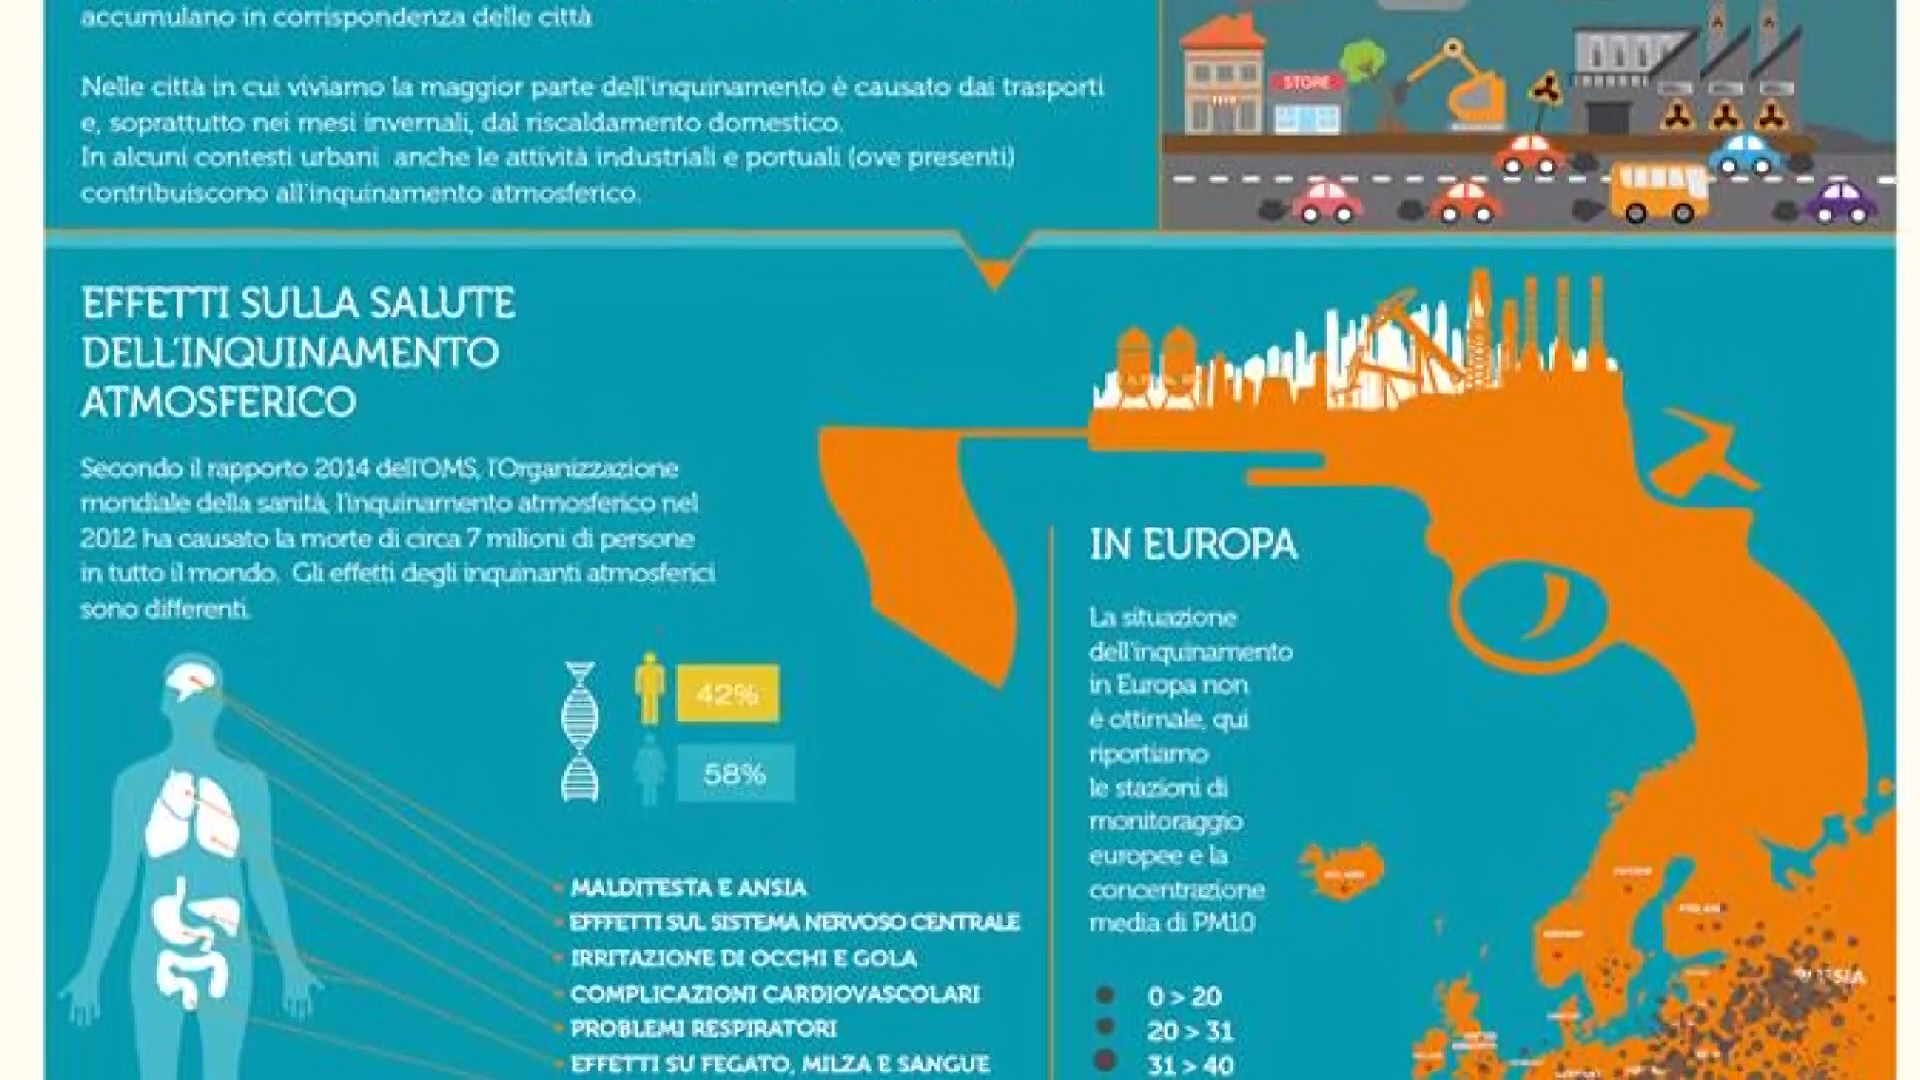 accumulano in corrispondenza delle città
Nelle città in cui viviamo la maggior parte dell'inquinamento è causato dai trasporti
e, soprattutto nei mesi invernali, dal riscaldamento domestico.
In alcuni contesti urbani anche le attività industriali e portuali (ove presenti)
contribuiscono all'inquinamento atmosferico.
STORE
EFFETTI SULLA SALUTE
DELL'INQUINAMENTO
ATMOSFERICO
Secondo il rapporto 2014 dell'OMS, l'Organizzazione
mondiale della sanità, l'inquinamento atmosferico nel
2012 ha causato la morte di circa 7 milioni di persone
in tutto il mondo. Gli effetti degli inquinanti atmosferici
sono differenti.
42%
58%
MALDITESTA E ANSIA
EFFFETTI SUL SISTEMA NERVOSO CENTRALE
IRRITAZIONE DI OCCHI E GOLA
COMPLICAZIONI CARDIOVASCOLARI
PROBLEMI RESPIRATORI
EFFETTI SU FEGATO, MILZA E SANGUE
IN EUROPA
La situazione
dell'inquinamento
in Europa non
è ottimale, qui
riportiamo
le stazioni di
monitoraggio
europee e la
concentrazione
media di PM10
0 > 20
20 > 31
31 > 40